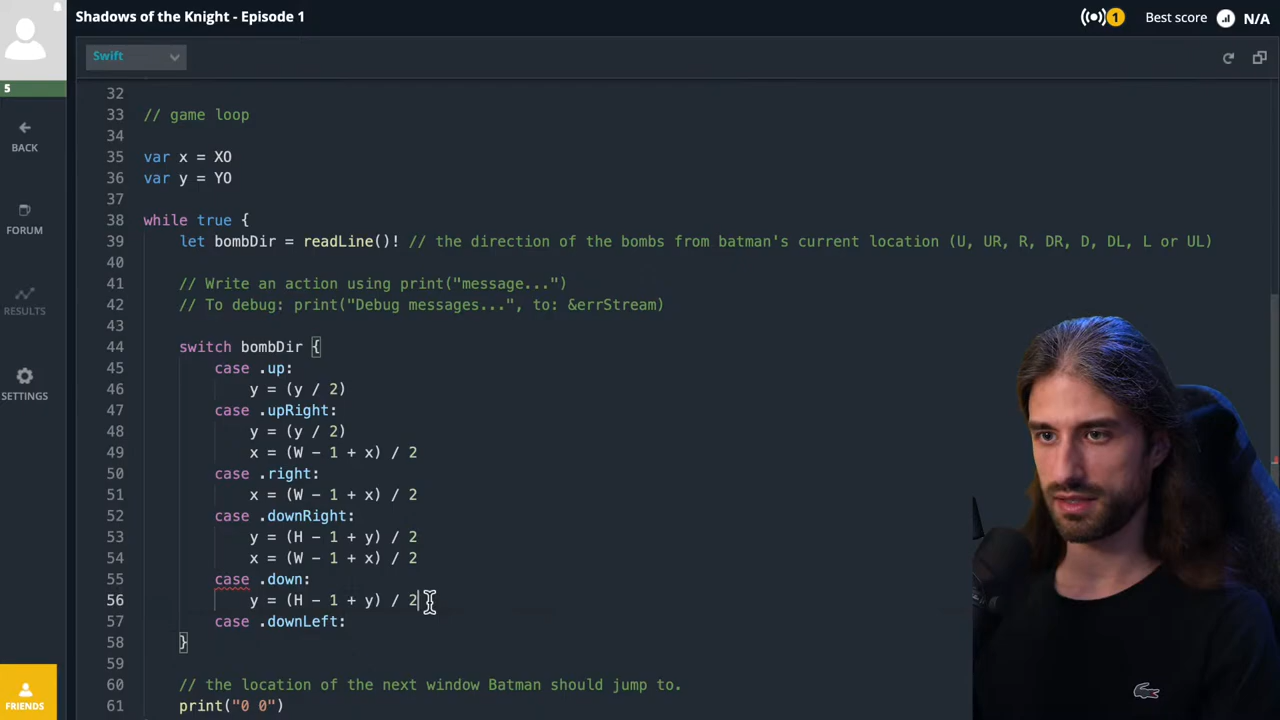 Shadows of the Knight - Episode 1
1
Best score
N/A
Swift
5
BACK
FORUM
RESULTS
SETTINGS
FRIENDS
32
33 // game loop
34
35 var x = XO
36 var y = YO
37
38 while true {
39 let bombDir = readLine()! // the direction of the bombs from batman's current location (U, UR, R, DR, D, DL, L or UL)
40
41 // Write an action using print("message...")
42 // To debug: print("Debug messages...", to: &errStream)
43
44 switch bombDir {
45 case .up:
46 y = (y / 2)
47 case .upRight:
48 y = (y / 2)
49 x = (W - 1 + x) / 2
50 case .right:
51 x = (W - 1 + x) / 2
52 case .downRight:
53 y = (H - 1 + y) / 2
54 x = (W - 1 + x) / 2
55 case .down:
56 y = (H - 1 + y) / 2
57 case .downLeft:
58 }
59
60 // the location of the next window Batman should jump to.
61 print("0 0")